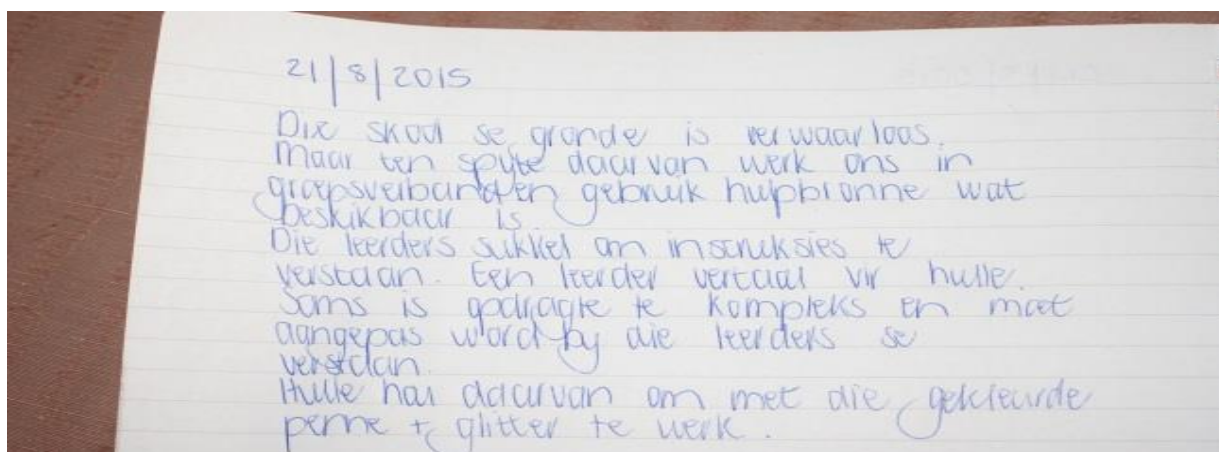 21/8/2015
Die skool se gronde is verwaarloos.
Maar ten spyte daarvan werk ons in
groepsverband en gebruik hulpbronne wat
beskikbaar is.
Die leerders sukkel om instruksies te
verstaan. Een leerder vertaal vir hulle.
Soms is opdragte te kompleks en moet
aangepas word by die leerders se
verstaan.
Hulle hou daarvan om met die gekleurde
penne + glitter te werk.